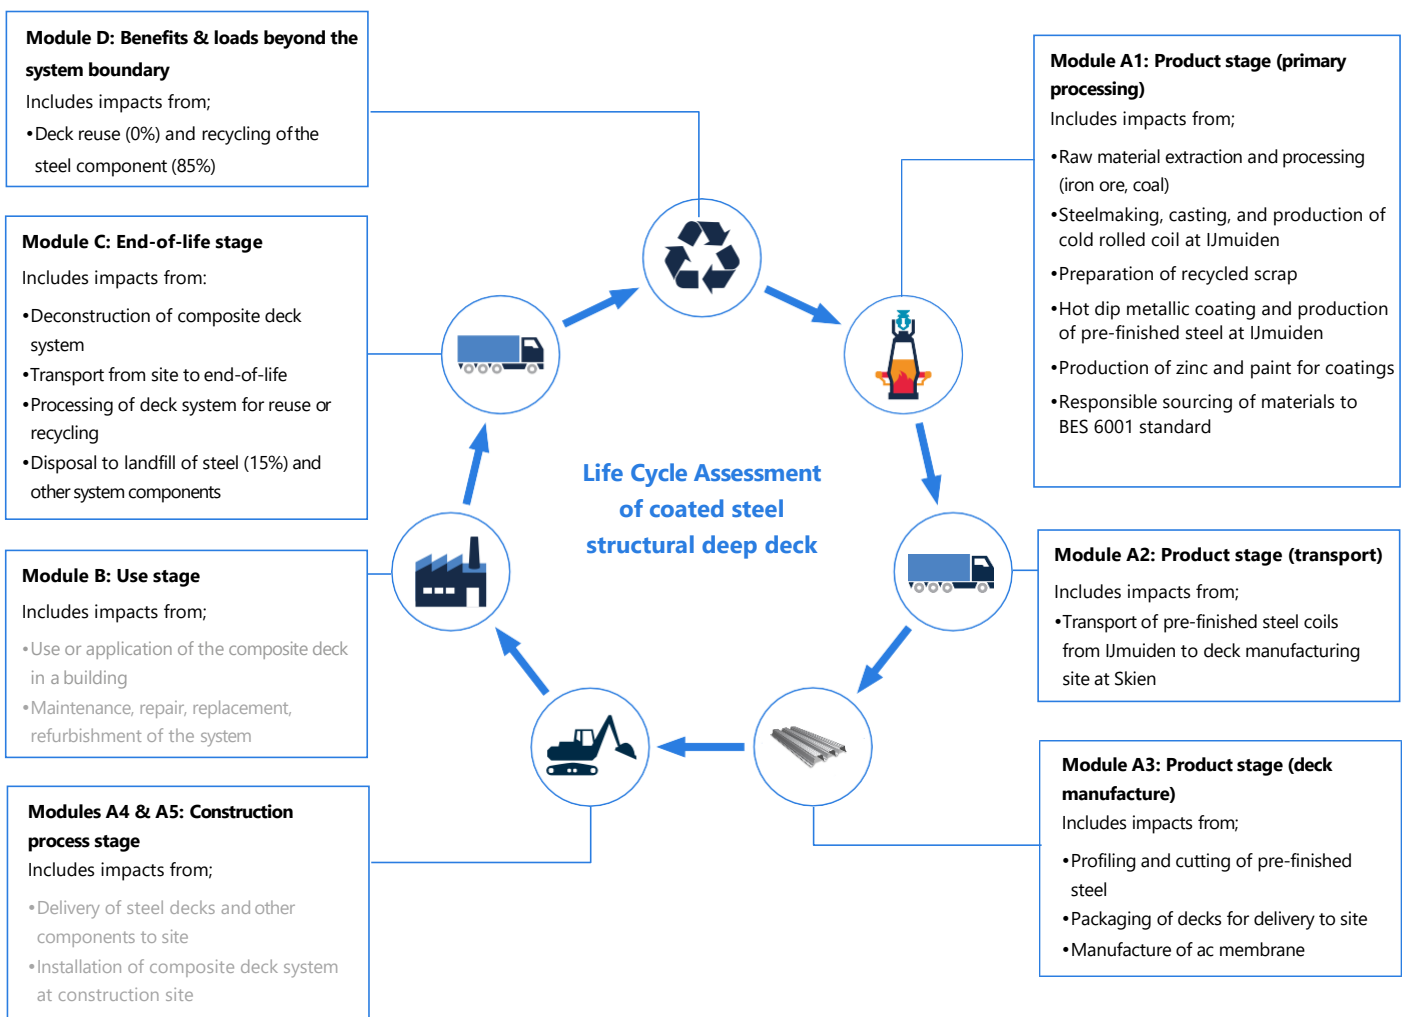 Module D: Benefits & loads beyond the
system boundary
Includes impacts from;
•Deck reuse (0%) and recycling of the
steel component (85%)
Module C: End-of-life stage
Includes impacts from:
•Deconstruction of composite deck
system
•Transport from site to end-of-life
•Processing of deck system for reuse or
recycling
•Disposal to landfill of steel (15%) and
other system components
Module B: Use stage
Includes impacts from;
•Use or application of the composite deck
in a building
•Maintenance, repair, replacement,
refurbishment of the system
Modules A4 & A5: Construction
process stage
Includes impacts from;
•Delivery of steel decks and other
components to site
•Installation of composite deck system
at construction site
Life Cycle Assessment
of coated steel
structural deep deck
Module A1: Product stage (primary
processing)
Includes impacts from;
•Raw material extraction and processing
(iron ore, coal)
•Steelmaking, casting, and production of
cold rolled coil at IJmuiden
•Preparation of recycled scrap
•Hot dip metallic coating and production
of pre-finished steel at IJmuiden
•Production of zinc and paint for coatings
•Responsible sourcing of materials to
BES 6001 standard
Module A2: Product stage (transport)
Includes impacts from;
•Transport of pre-finished steel coils
from IJmuiden to deck manufacturing
site at Skien
Module A3: Product stage (deck
manufacture)
Includes impacts from;
•Profiling and cutting of pre-finished
steel
•Packaging of decks for delivery to site
•Manufacture of ac membrane